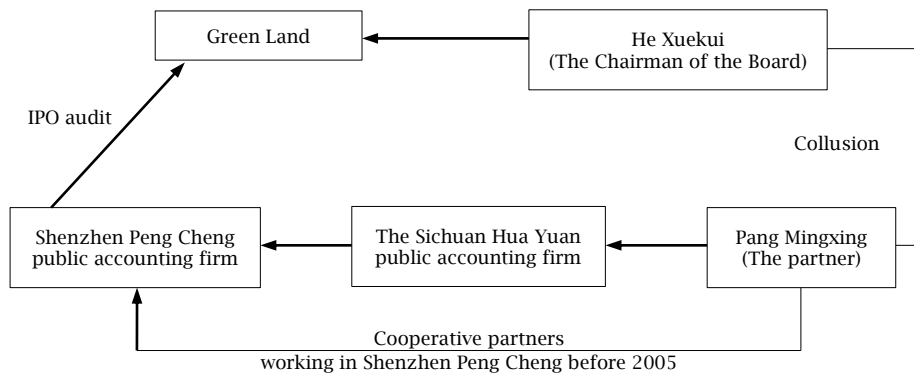 Green Land
He Xuekui
(The Chairman of the Board)
IPO audit
Collusion
Shenzhen Peng Cheng
public accounting firm
The Sichuan Hua Yuan
public accounting firm
Pang Mingxing
(The partner)
Cooperative partners
working in Shenzhen Peng Cheng before 2005